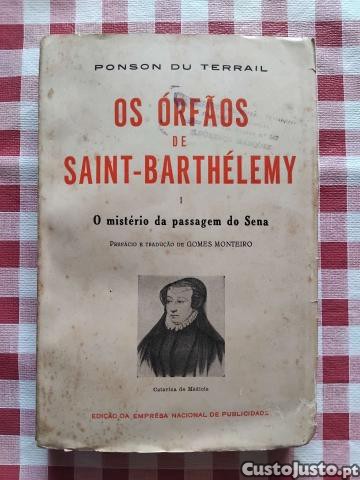 PONSON DU TERRAIL
OS ÓRFÃOS
DE
SAINT-BARTHÉLEMY
I
O mistério da passagem do Sena
PREFÁCIO E TRADUÇÃO DE GOMES MONTEIRO
Catarina de Médicis
EDIÇÃO DA EMPRÊSA NACIONAL DE PUBLICIDADE
CustoJusto.pt